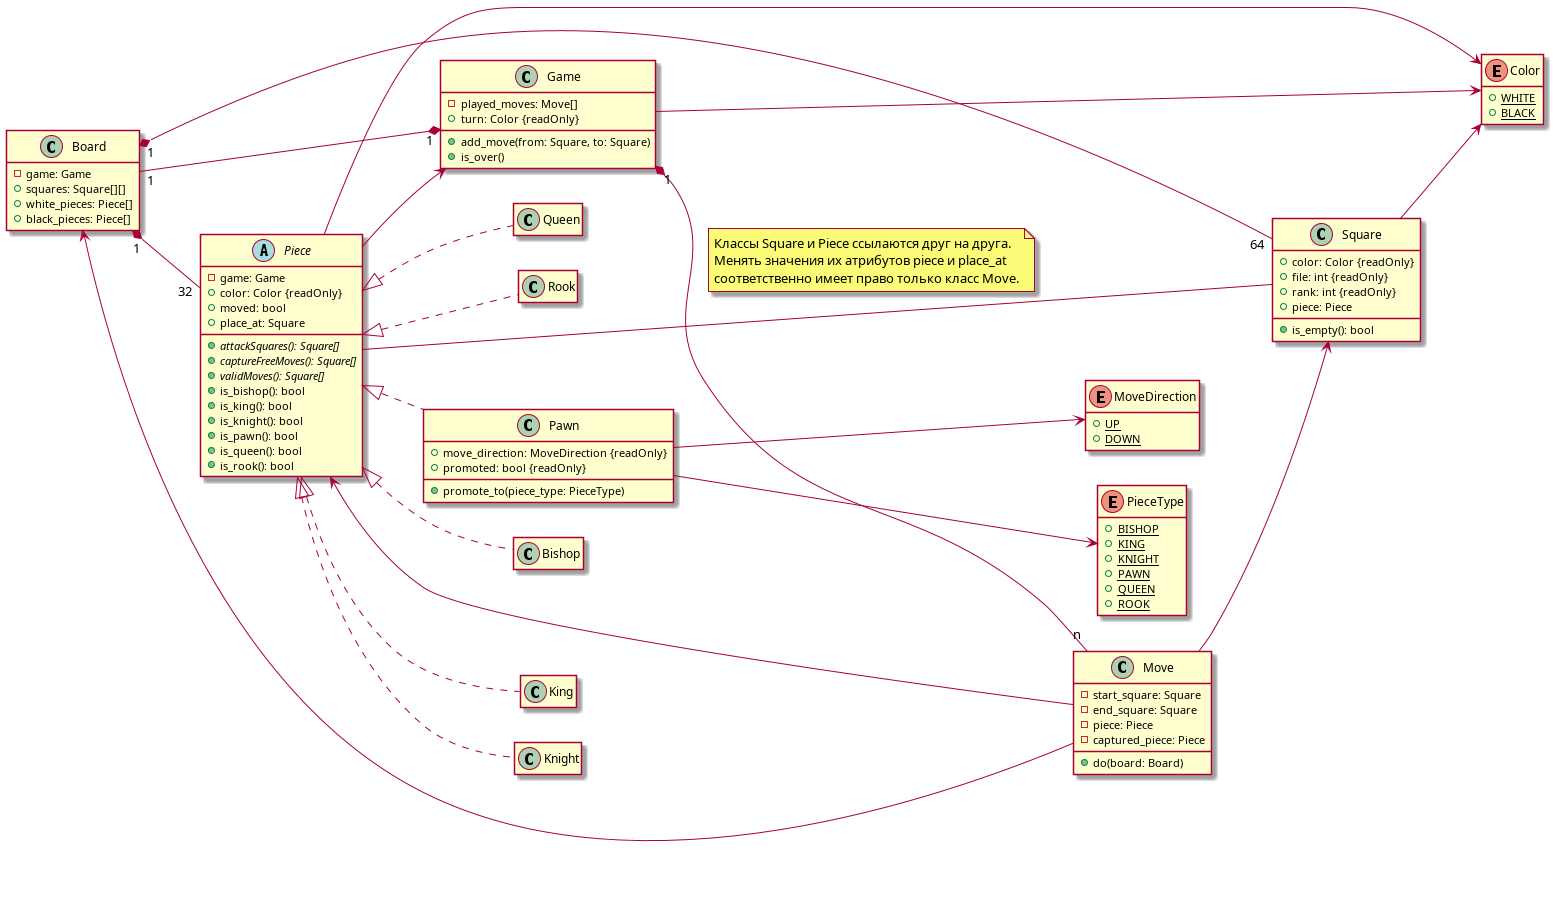 C Board
game: Game
squares: Square[][]
white_pieces: Piece[]
black_pieces: Piece[]
1
1
1
32
A Piece
game: Game
color: Color {readOnly}
moved: bool
place_at: Square
attackSquares(): Square[]
captureFreeMoves(): Square[]
validMoves(): Square[]
is_bishop(): bool
is_king(): bool
is_knight(): bool
is_pawn(): bool
is_queen(): bool
is_rook(): bool
C Game
played_moves: Move[]
turn: Color {readOnly}
add_move(from: Square, to: Square)
is_over()
1
1
C Queen
C Rook
C Pawn
move_direction: MoveDirection {readOnly}
promoted: bool {readOnly}
promote_to(piece_type: PieceType)
C Bishop
C King
C Knight
Классы Square и Piece ссылаются друг на друга.
Менять значения их атрибутов piece и place_at
соответственно имеет право только класс Move.
E MoveDirection
UP
DOWN
E PieceType
BISHOP
KING
KNIGHT
PAWN
QUEEN
ROOK
n
C Move
start_square: Square
end_square: Square
piece: Piece
captured_piece: Piece
do(board: Board)
64
C Square
color: Color {readOnly}
file: int {readOnly}
rank: int {readOnly}
piece: Piece
is_empty(): bool
E Color
WHITE
BLACK